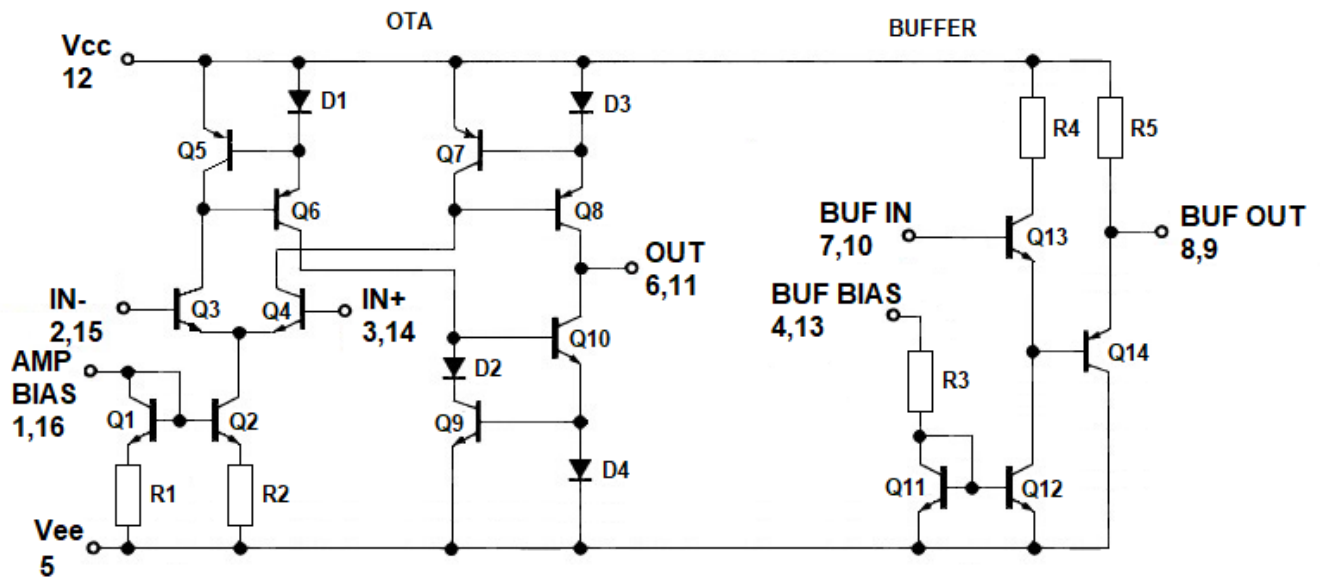 OTA
BUFFER
Vcc
12
D1
D3
R4
R5
Q5
Q7
Q6
Q8
BUF IN
7,10
Q13
BUF OUT
8,9
OUT
6,11
IN-
2,15
Q3
Q4
IN+
3,14
BUF BIAS
4,13
Q10
Q14
AMP
BIAS
1,16
D2
R3
Q1
Q2
Q9
D4
R1
R2
Q11
Q12
Vee
5